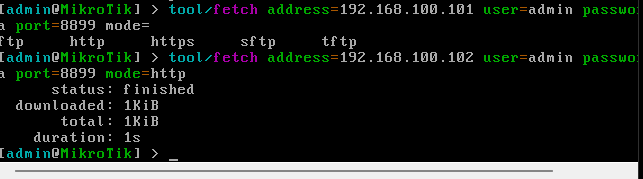 [admin@MikroTik] > tool/fetch address=192.168.100.101 user=admin passwo
a port=8899 mode=
ftp http https sftp tftp
[admin@MikroTik] > tool/fetch address=192.168.100.102 user=admin passwo
a port=8899 mode=http
status: finished
downloaded: 1KiB
total: 1KiB
duration: 1s
[admin@MikroTik] > _